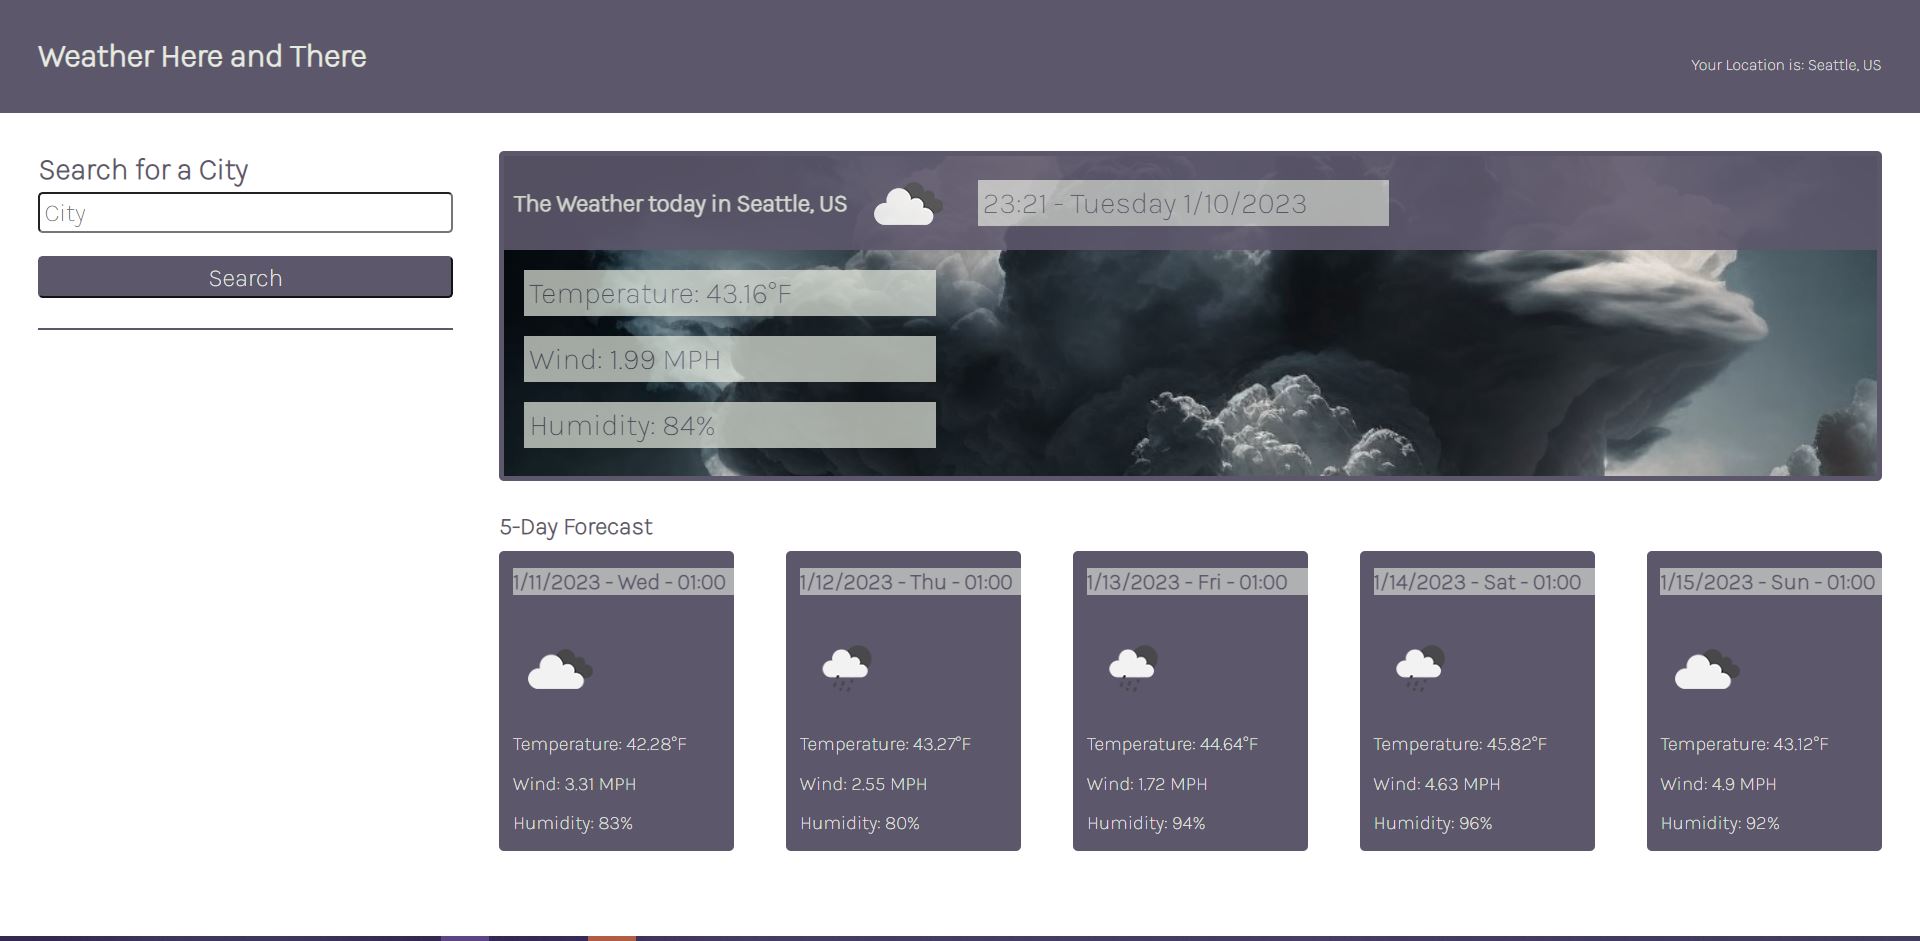 Weather Here and There
Your Location is: Seattle, US
Search for a City
City
Search
The Weather today in Seattle, US
23:21 - Tuesday 1/10/2023
Temperature: 43.16°F
Wind: 1.99 MPH
Humidity: 84%
5-Day Forecast
1/11/2023 - Wed - 01:00
Temperature: 42.28°F
Wind: 3.31 MPH
Humidity: 83%
1/12/2023 - Thu - 01:00
Temperature: 43.27°F
Wind: 2.55 MPH
Humidity: 80%
1/13/2023 - Fri - 01:00
Temperature: 44.64°F
Wind: 1.72 MPH
Humidity: 94%
1/14/2023 - Sat - 01:00
Temperature: 45.82°F
Wind: 4.63 MPH
Humidity: 96%
1/15/2023 - Sun - 01:00
Temperature: 43.12°F
Wind: 4.9 MPH
Humidity: 92%